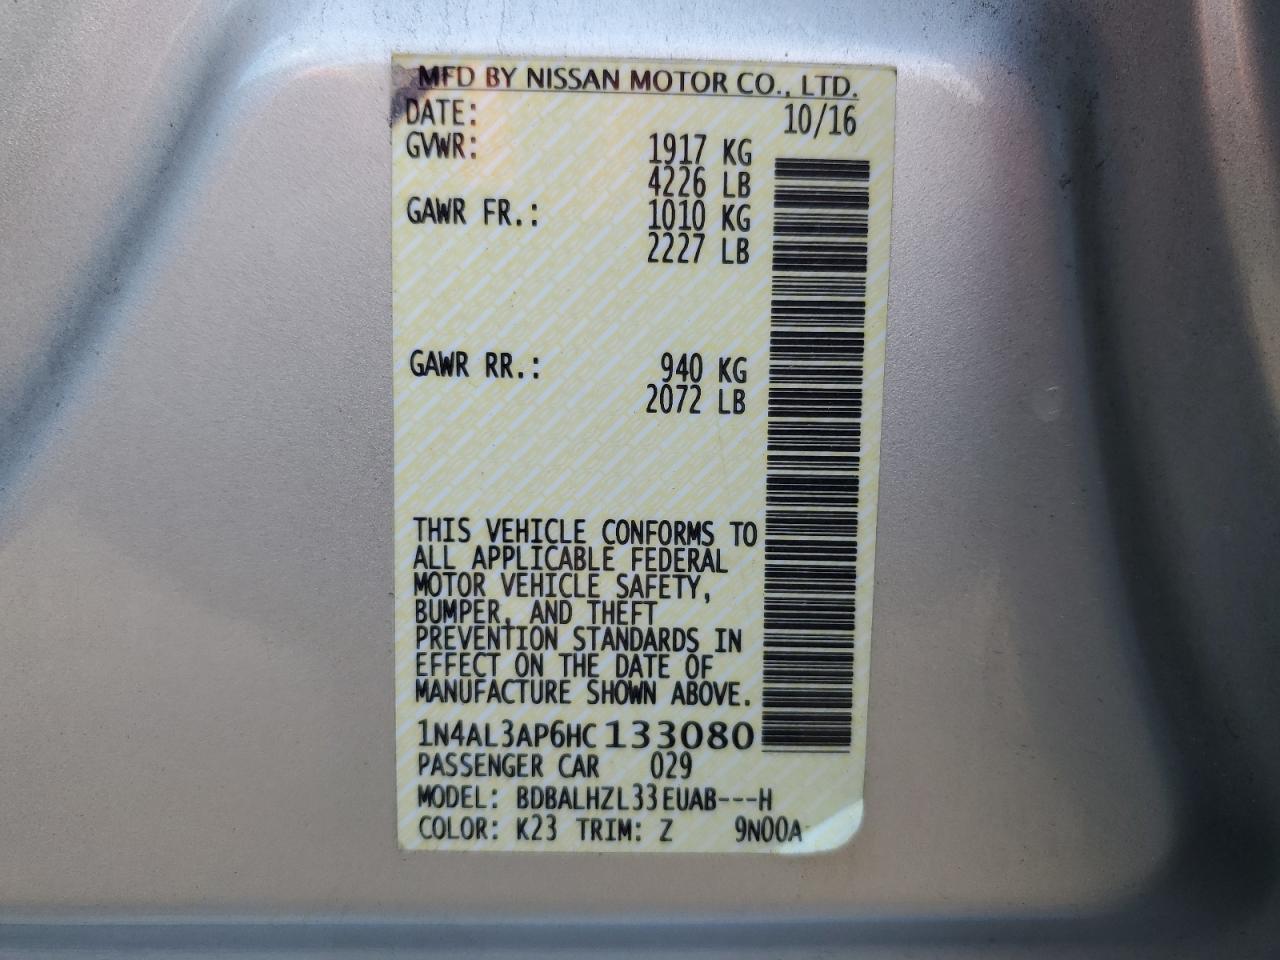 MFD BY NISSAN MOTOR CO., LTD.
DATE: 10/16
GVWR: 1917 KG
4226 LB
GAWR FR.: 1010 KG
2227 LB
GAWR RR.: 940 KG
2072 LB
THIS VEHICLE CONFORMS TO
ALL APPLICABLE FEDERAL
MOTOR VEHICLE SAFETY,
BUMPER, AND THEFT
PREVENTION STANDARDS IN
EFFECT ON THE DATE OF
MANUFACTURE SHOWN ABOVE.
1N4AL3AP6HC133080
PASSENGER CAR 029
MODEL: BDBALHZL33EUAB---H
COLOR: K23 TRIM: Z 9N00A